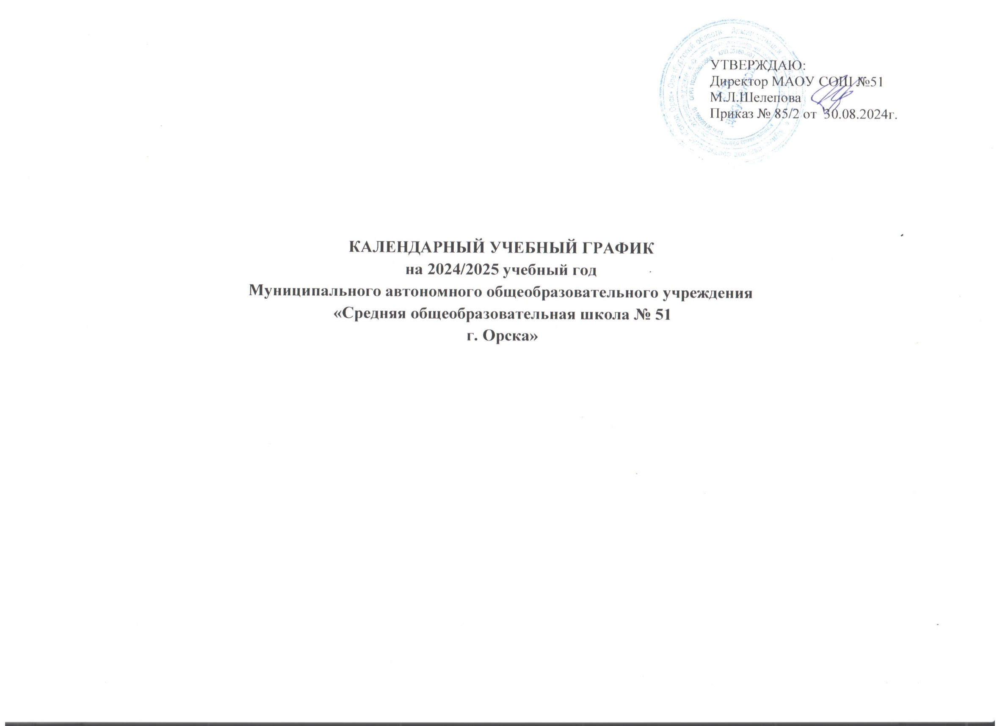 УТВЕРЖДАЮ:
Директор МАОУ СОШ №51
М.Л.Шелепова
Приказ № 85/2 от 30.08.2024г.
КАЛЕНДАРНЫЙ УЧЕБНЫЙ ГРАФИК
на 2024/2025 учебный год
Муниципального автономного общеобразовательного учреждения
«Средняя общеобразовательная школа № 51
г. Орска»